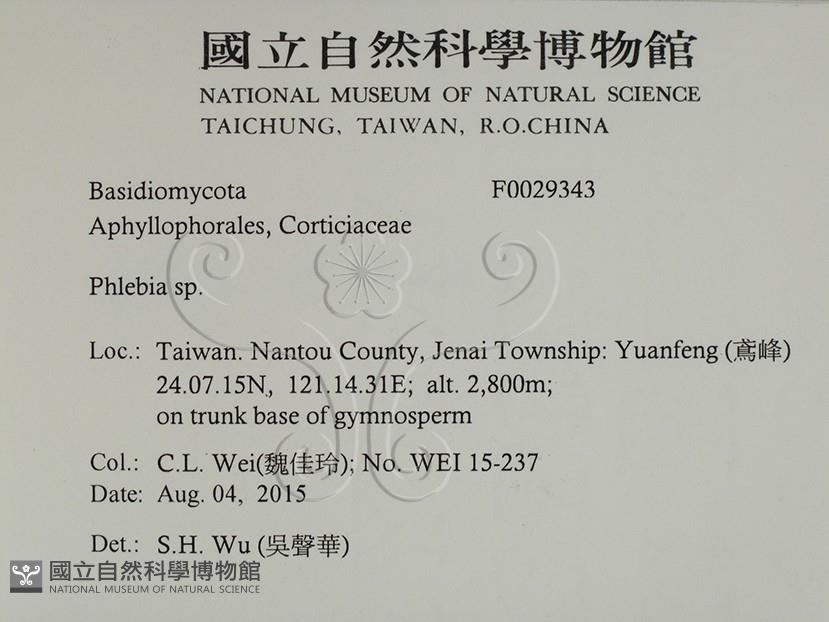 國立自然科學博物館
NATIONAL MUSEUM OF NATURAL SCIENCE
TAICHUNG, TAIWAN, R.O.CHINA
Basidiomycota F0029343
Aphyllophorales, Corticiaceae
Phlebia sp.
Loc.: Taiwan. Nantou County, Jenai Township: Yuanfeng (鳶峰)
24.07.15N, 121.14.31E; alt. 2,800m;
on trunk base of gymnosperm
Col.: C.L. Wei(魏佳玲); No. WEI 15-237
Date: Aug. 04, 2015
Det.: S.H. Wu (吳聲華)
國立自然科學博物館
NATIONAL MUSEUM OF NATURAL SCIENCE